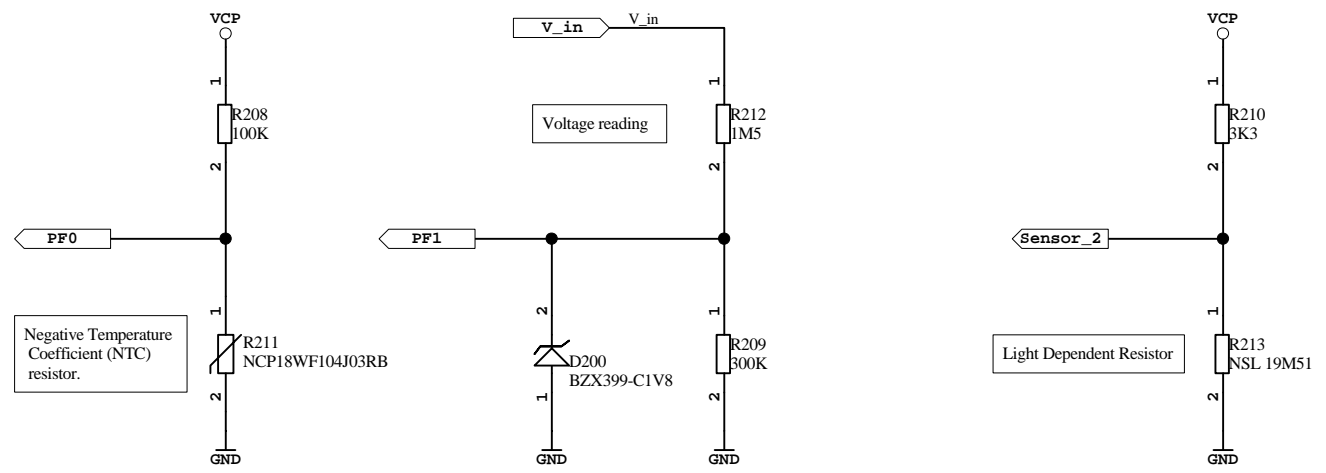 VCP
1
R208
100K
2
PF0
1
Negative Temperature
Coefficient (NTC)
resistor.
R211
NCP18WF104J03RB
2
GND
V_in
V_in
1
Voltage reading
R212
1M5
2
PF1
2
1
D200
BZX399-C1V8
R209
300K
1
2
GND
GND
VCP
1
R210
3K3
2
Sensor_2
1
Light Dependent Resistor
R213
NSL 19M51
2
GND